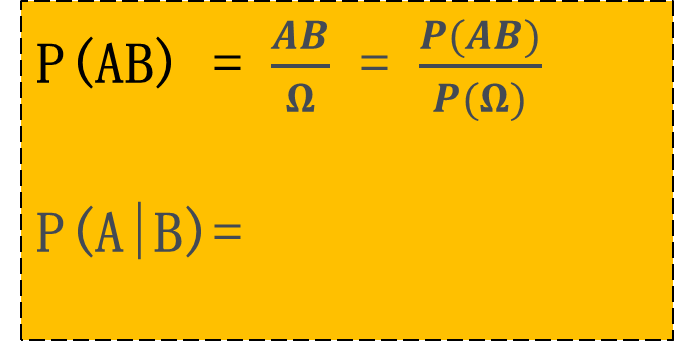 P(AB) = AB/Ω = P(AB)/P(Ω)
P(A|B)=